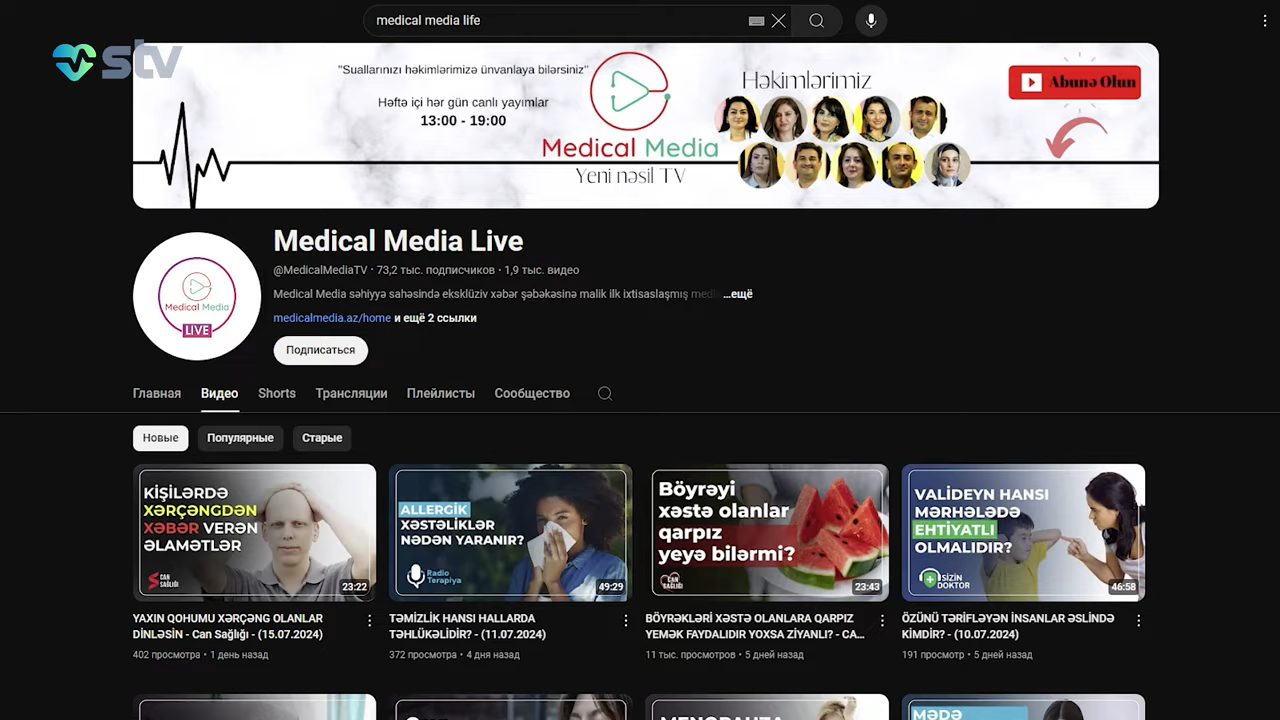 medical media life
stv
"Suallarınızı həkimlərimizə ünvanlaya bilərsiniz"
Həftə içi hər gün canlı yayımlar
13:00 - 19:00
Medical Media
Yeni nəsil TV
Həkimlərimiz
Abunə Olun
Medical Media Live
@MedicalMediaTV · 73,2 тыс. подписчиков · 1,9 тыс. видео
Medical Media səhiyyə sahəsində eksklüziv xəbər şəbəkəsinə malik ilk ixtisaslaşmış ...ещё
medicalmedia.az/home и ещё 2 ссылки
Medical Media
LIVE
Подписаться
Главная Видео Shorts Трансляции Плейлисты Сообщество
Новые Популярные Старые
KİŞİLƏRDƏ
XƏRÇƏNGDƏN
XƏBƏR VERƏN
ƏLAMƏTLƏR
CAN
SAĞLIĞI
23:22
YAXIN QOHUMU XƏRÇƏNG OLANLAR
DİNLƏSİN - Can Sağlığı - (15.07.2024)
402 просмотра · 1 день назад
ALLERGİK
XƏSTƏLİKLƏR
NƏDƏN YARANIR?
Radio
Terapiya
49:29
TƏMİZLİK HANSI HALLARDA
TƏHLÜKƏLİDİR? - (11.07.2024)
372 просмотра · 4 дня назад
Böyrəyi
xəstə olanlar
qarpız
yeyə bilərmi?
CAN
SAĞLIĞI
23:43
BÖYRƏKLƏRİ XƏSTƏ OLANLARA QARPIZ
YEMƏK FAYDALIDIR YOXSA ZİYANLI? - CA...
11 тыс. просмотров · 5 дней назад
VALİDEYN HANSI
MƏRHƏLƏDƏ
EHTİYATLI
OLMALIDIR?
SİZİN
DOKTOR
46:58
ÖZÜNÜ TƏRİFLƏYƏN İNSANLAR ƏSLİNDƏ
KİMDİR? - (10.07.2024)
191 просмотр · 5 дней назад
MENOPAUZA
MƏDƏ